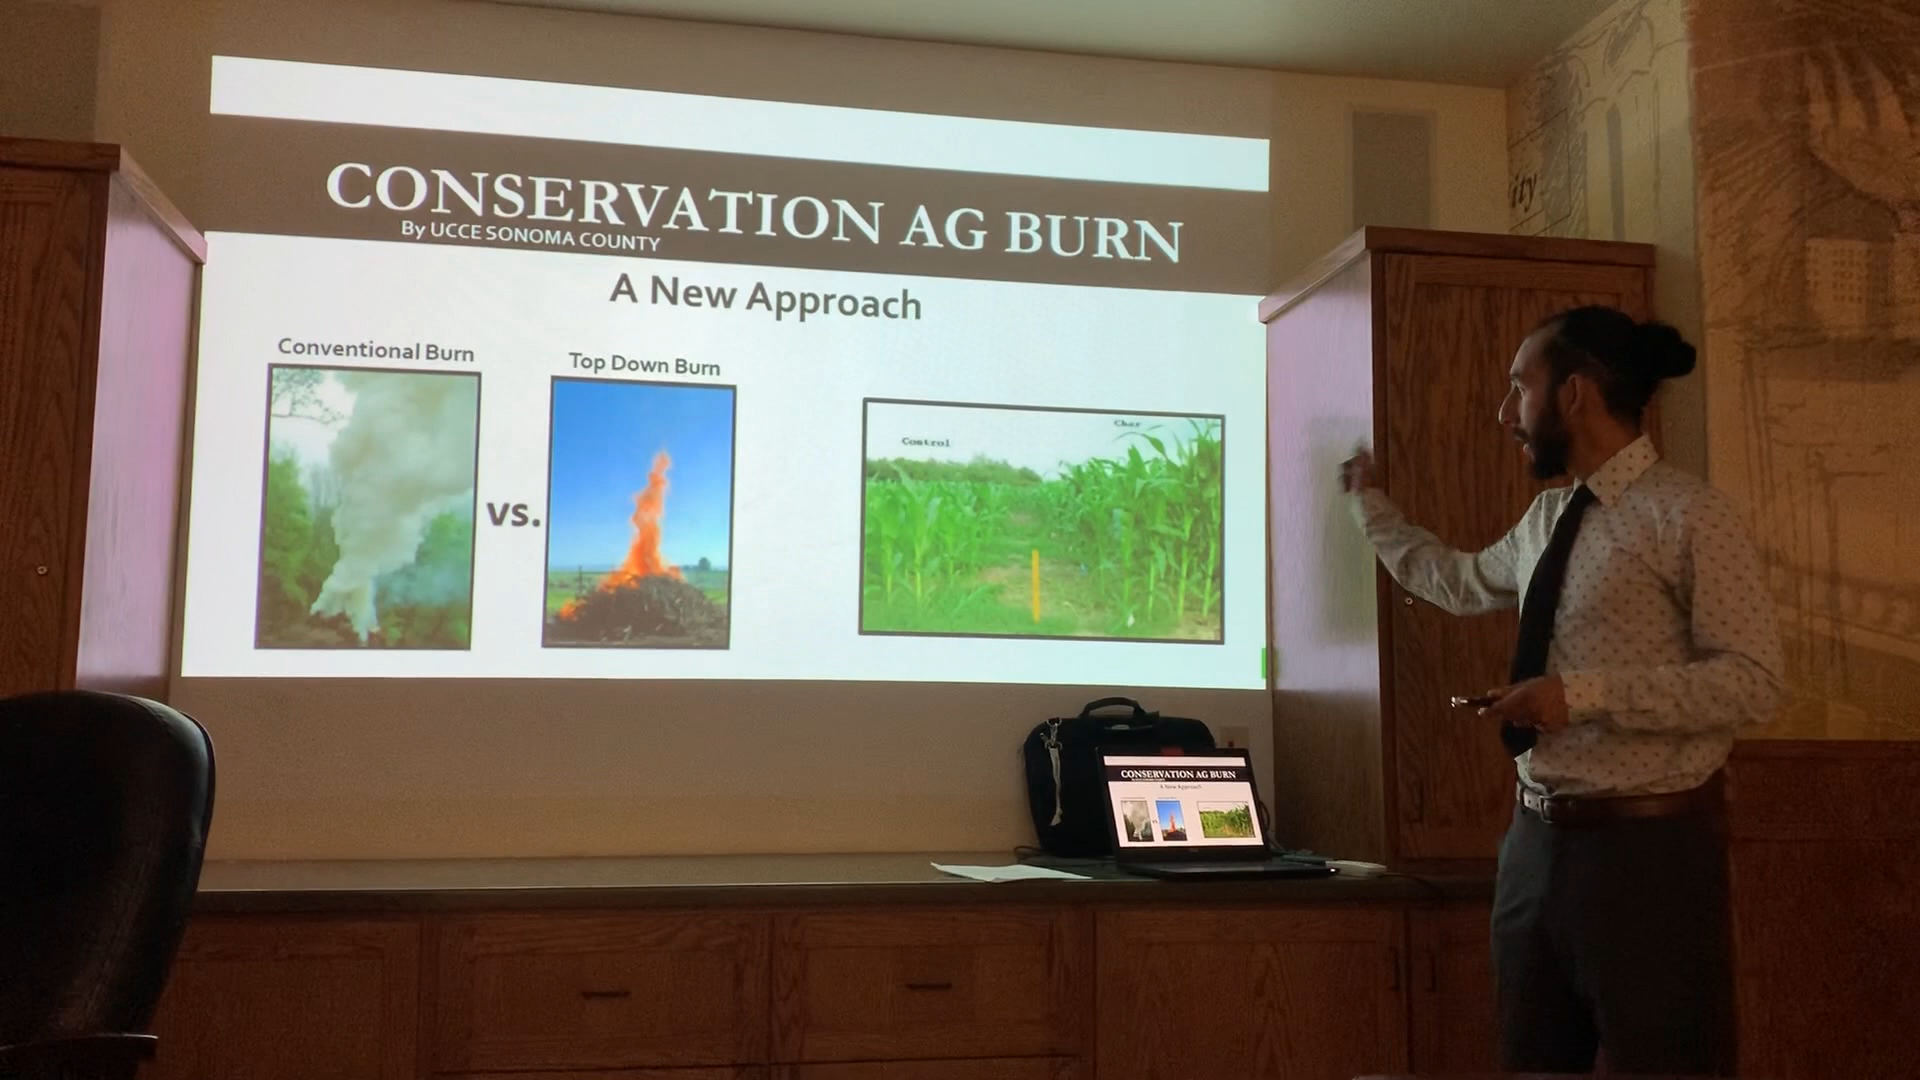 CONSERVATION AG BURN
By UCCE SONOMA COUNTY
A New Approach
Conventional Burn
vs.
Top Down Burn
Control
Char
ity
CONSERVATION AG BURN
A New Approach